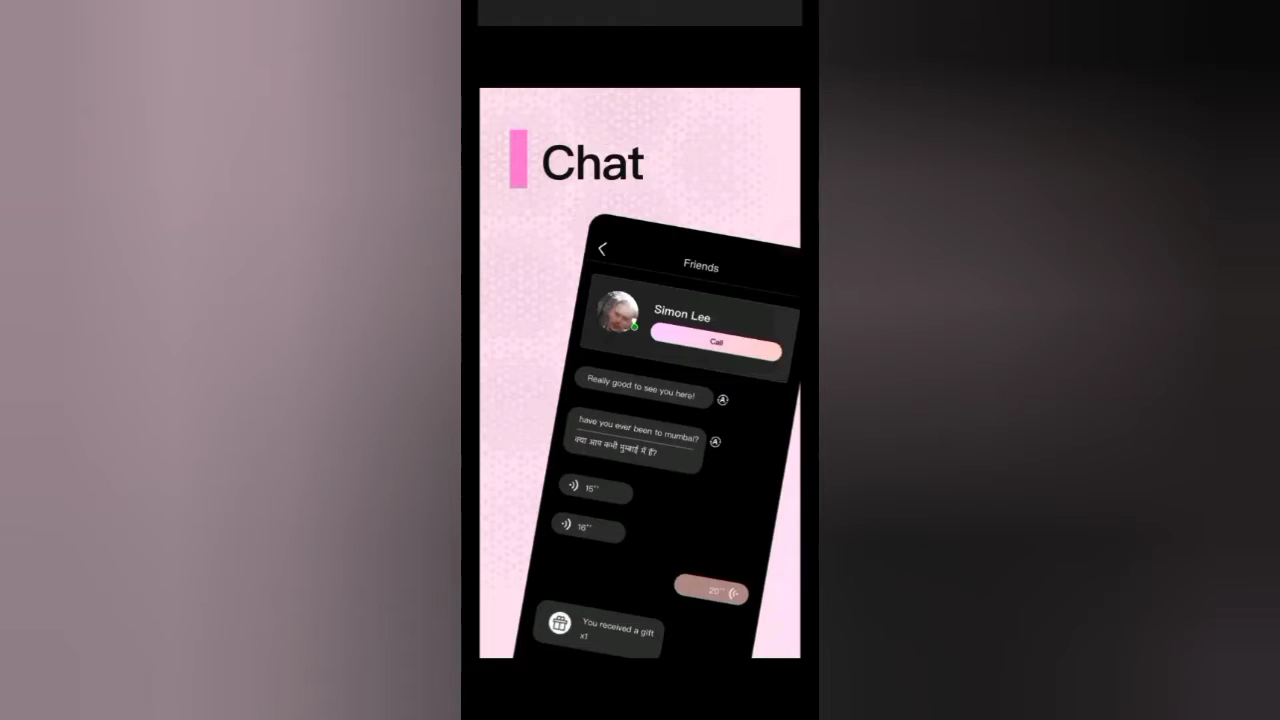 Chat
Friends
Simon Lee
Call
Really good to see you here!
have you ever been to mumbai?
क्या आप कभी मुम्बई में हैं?
15''
16''
20''
You received a gift
x1